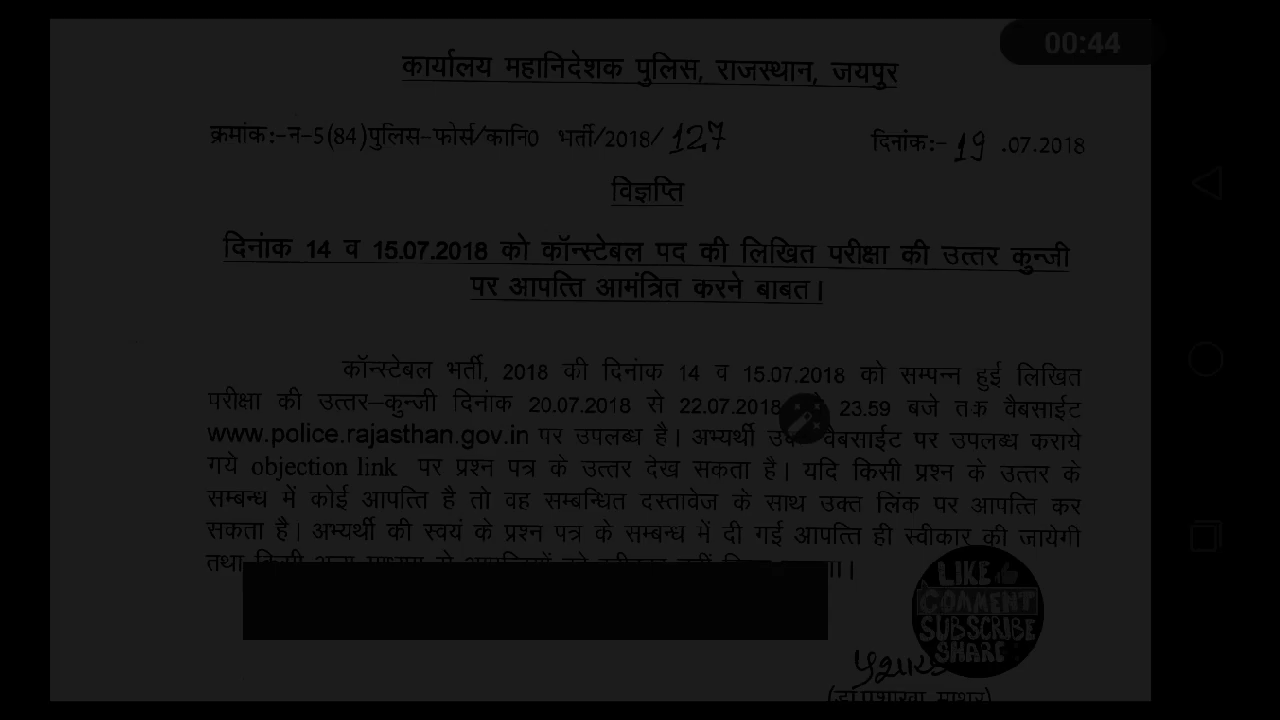 00:44
कार्यालय महानिदेशक पुलिस, राजस्थान, जयपुर
क्रमांक:-न-5(84)पुलिस-फोर्स/कानि0 भर्ती/2018/127 दिनांक:- 19 .07.2018
विज्ञप्ति
दिनांक 14 व 15.07.2018 को कॉन्स्टेबल पद की लिखित परीक्षा की उत्तर कुन्जी
पर आपत्ति आमंत्रित करने बाबत।
कॉन्स्टेबल भर्ती, 2018 की दिनांक 14 व 15.07.2018 को सम्पन्न हुई लिखित
परीक्षा की उत्तर–कुन्जी दिनांक 20.07.2018 से 22.07.2018 23.59 बजे तक वैबसाईट
www.police.rajasthan.gov.in पर उपलब्ध है। अभ्यर्थी वैबसाईट पर उपलब्ध कराये
गये objection link पर प्रश्न पत्र के उत्तर देख सकता है। यदि किसी प्रश्न के उत्तर के
सम्बन्ध में कोई आपत्ति है तो वह सम्बन्धित दस्तावेज के साथ उक्त लिंक पर आपत्ति कर
सकता है। अभ्यर्थी की स्वयं के प्रश्न पत्र के सम्बन्ध में दी गई आपत्ति ही स्वीकार की जायेगी
तथा
LIKE
COMMENT
SUBSCRIBE
SHARE